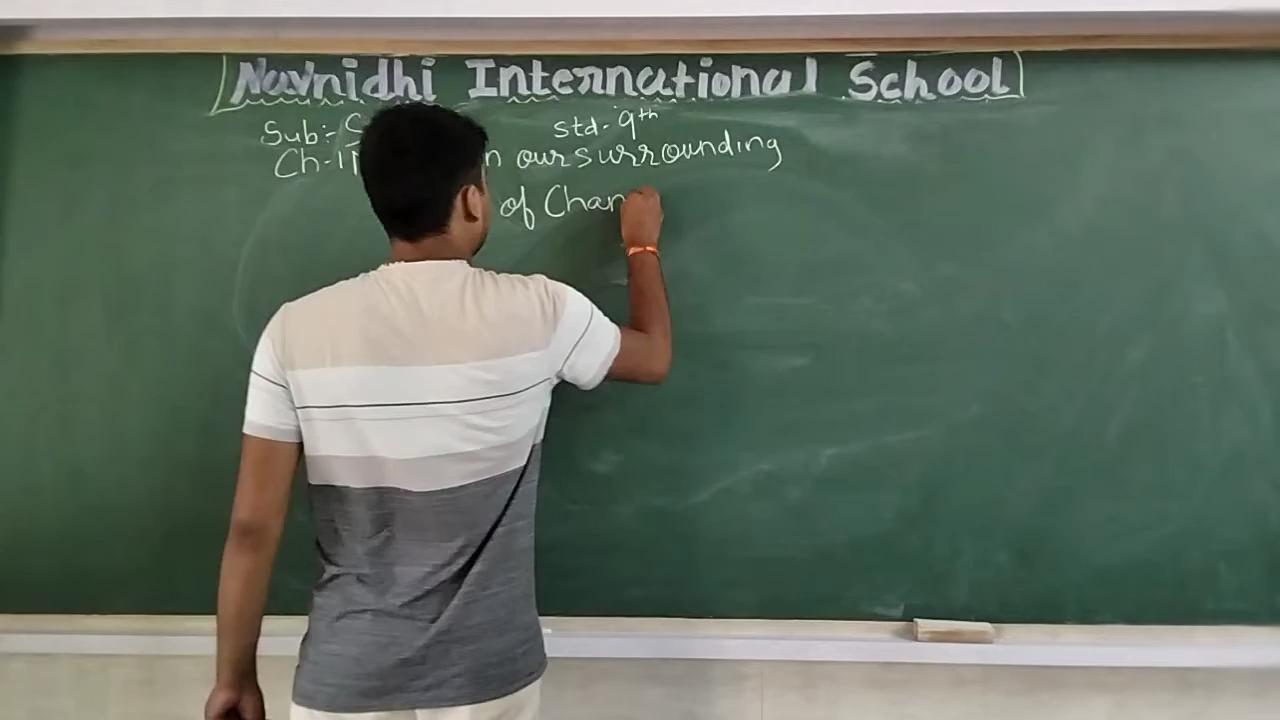 Navnidhi International School
Sub:- std- 9th
Ch-1 our surrounding
of Chan